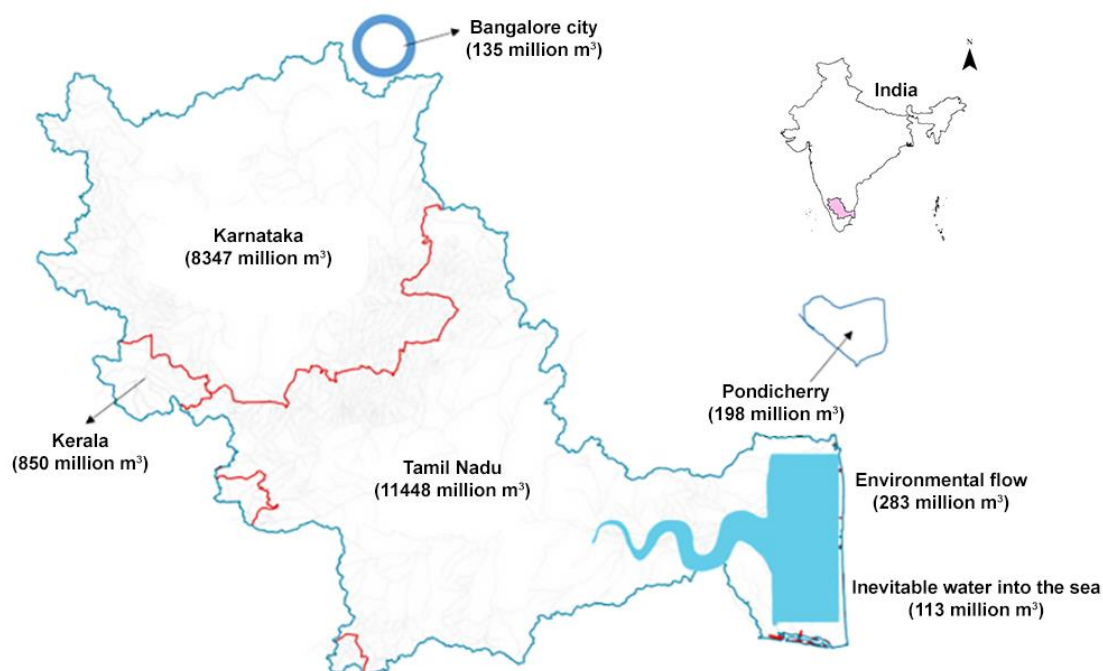 Bangalore city
(135 million m³)
N
India
Karnataka
(8347 million m³)
Pondicherry
(198 million m³)
Kerala
(850 million m³)
Tamil Nadu
(11448 million m³)
Environmental flow
(283 million m³)
Inevitable water into the sea
(113 million m³)